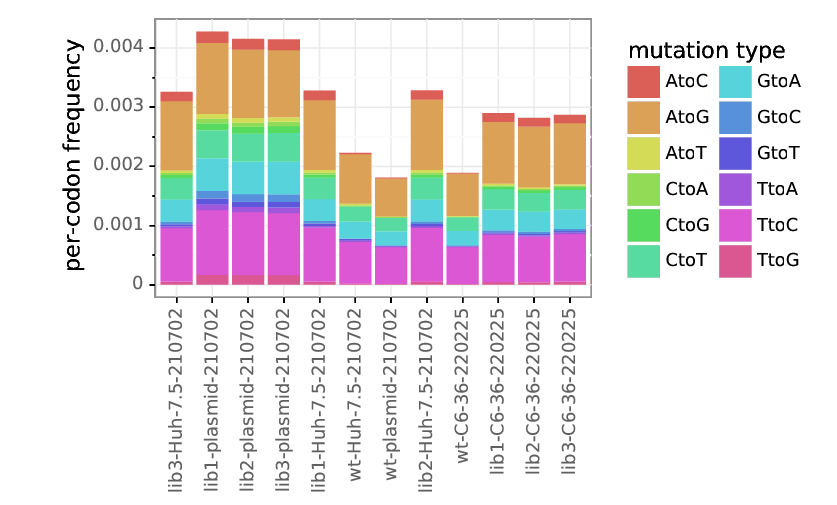 per-codon frequency
0.004
0.003
0.002
0.001
0
lib3-Huh-7.5-210702
lib1-plasmid-210702
lib2-plasmid-210702
lib3-plasmid-210702
lib1-Huh-7.5-210702
wt-Huh-7.5-210702
wt-plasmid-210702
lib2-Huh-7.5-210702
wt-C6-36-220225
lib1-C6-36-220225
lib2-C6-36-220225
lib3-C6-36-220225
mutation type
AtoC
AtoG
AtoT
CtoA
CtoG
CtoT
GtoA
GtoC
GtoT
TtoA
TtoC
TtoG